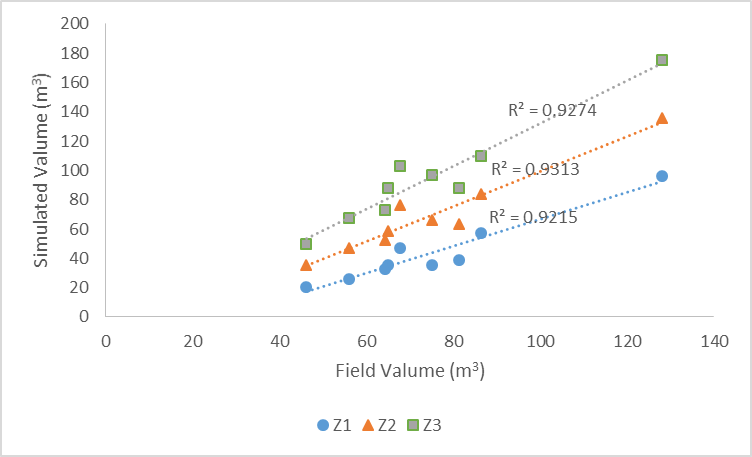 200
180
160
140
120
100
80
60
40
20
0
Simulated Valume (m³)
R² = 0.9274
R² = 0.9313
R² = 0.9215
0 20 40 60 80 100 120 140
Field Valume (m³)
Z1 Z2 Z3